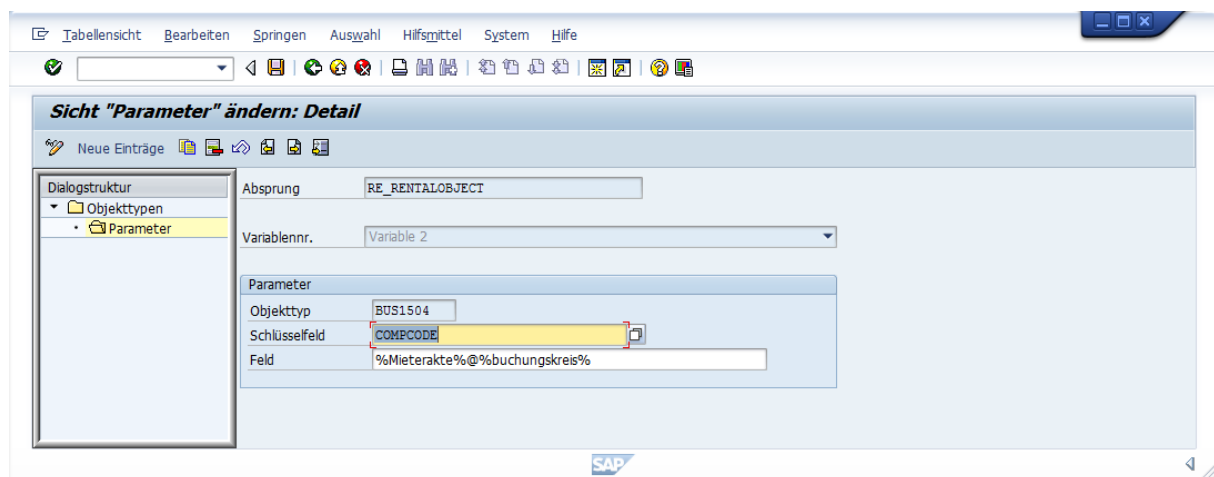 Tabellensicht Bearbeiten Springen Auswahl Hilfsmittel System Hilfe
Sicht "Parameter" ändern: Detail
Neue Einträge
Dialogstruktur
Objekttypen
Parameter
Absprung RE_RENTALOBJECT
Variablennr. Variable 2
Parameter
Objekttyp BUS1504
Schlüsselfeld COMPCODE
Feld %Mieterakte%@%buchungskreis%
SAP